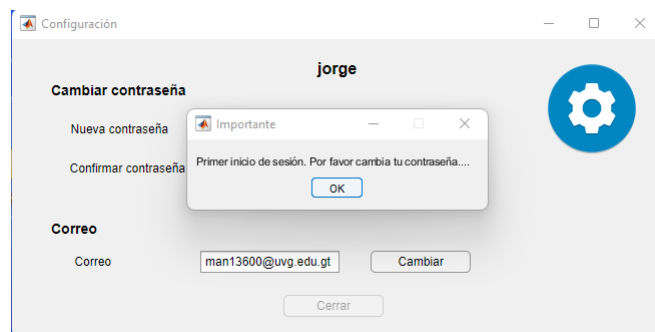 Configuración
jorge
Cambiar contraseña
Importante
Nueva contraseña
Primer inicio de sesión. Por favor cambia tu contraseña....
Confirmar contraseña
OK
Correo
Correo man13600@uvg.edu.gt Cambiar
Cerrar